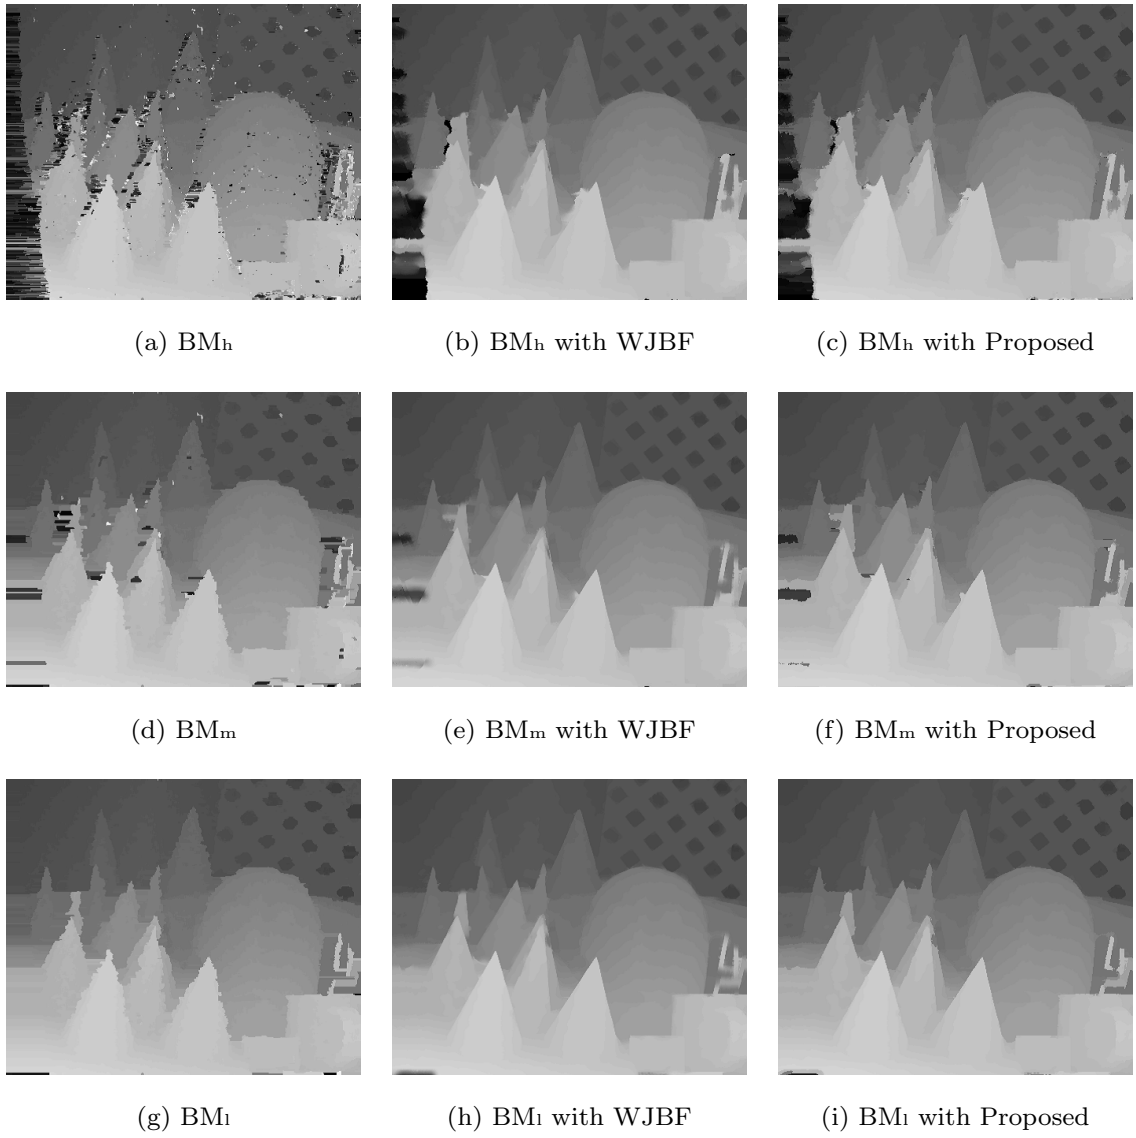 (a) BMh
(b) BMh with WJBF
(c) BMh with Proposed
(d) BMm
(e) BMm with WJBF
(f) BMm with Proposed
(g) BMl
(h) BMl with WJBF
(i) BMl with Proposed